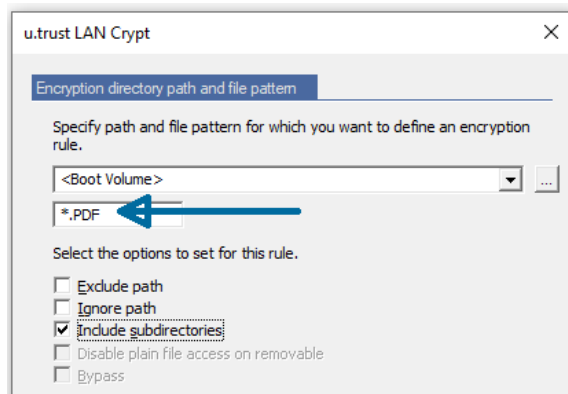 u.trust LAN Crypt
Encryption directory path and file pattern
Specify path and file pattern for which you want to define an encryption
rule.
<Boot Volume>
...
*.PDF
Select the options to set for this rule.
Exclude path
Ignore path
Include subdirectories
Disable plain file access on removable
Bypass